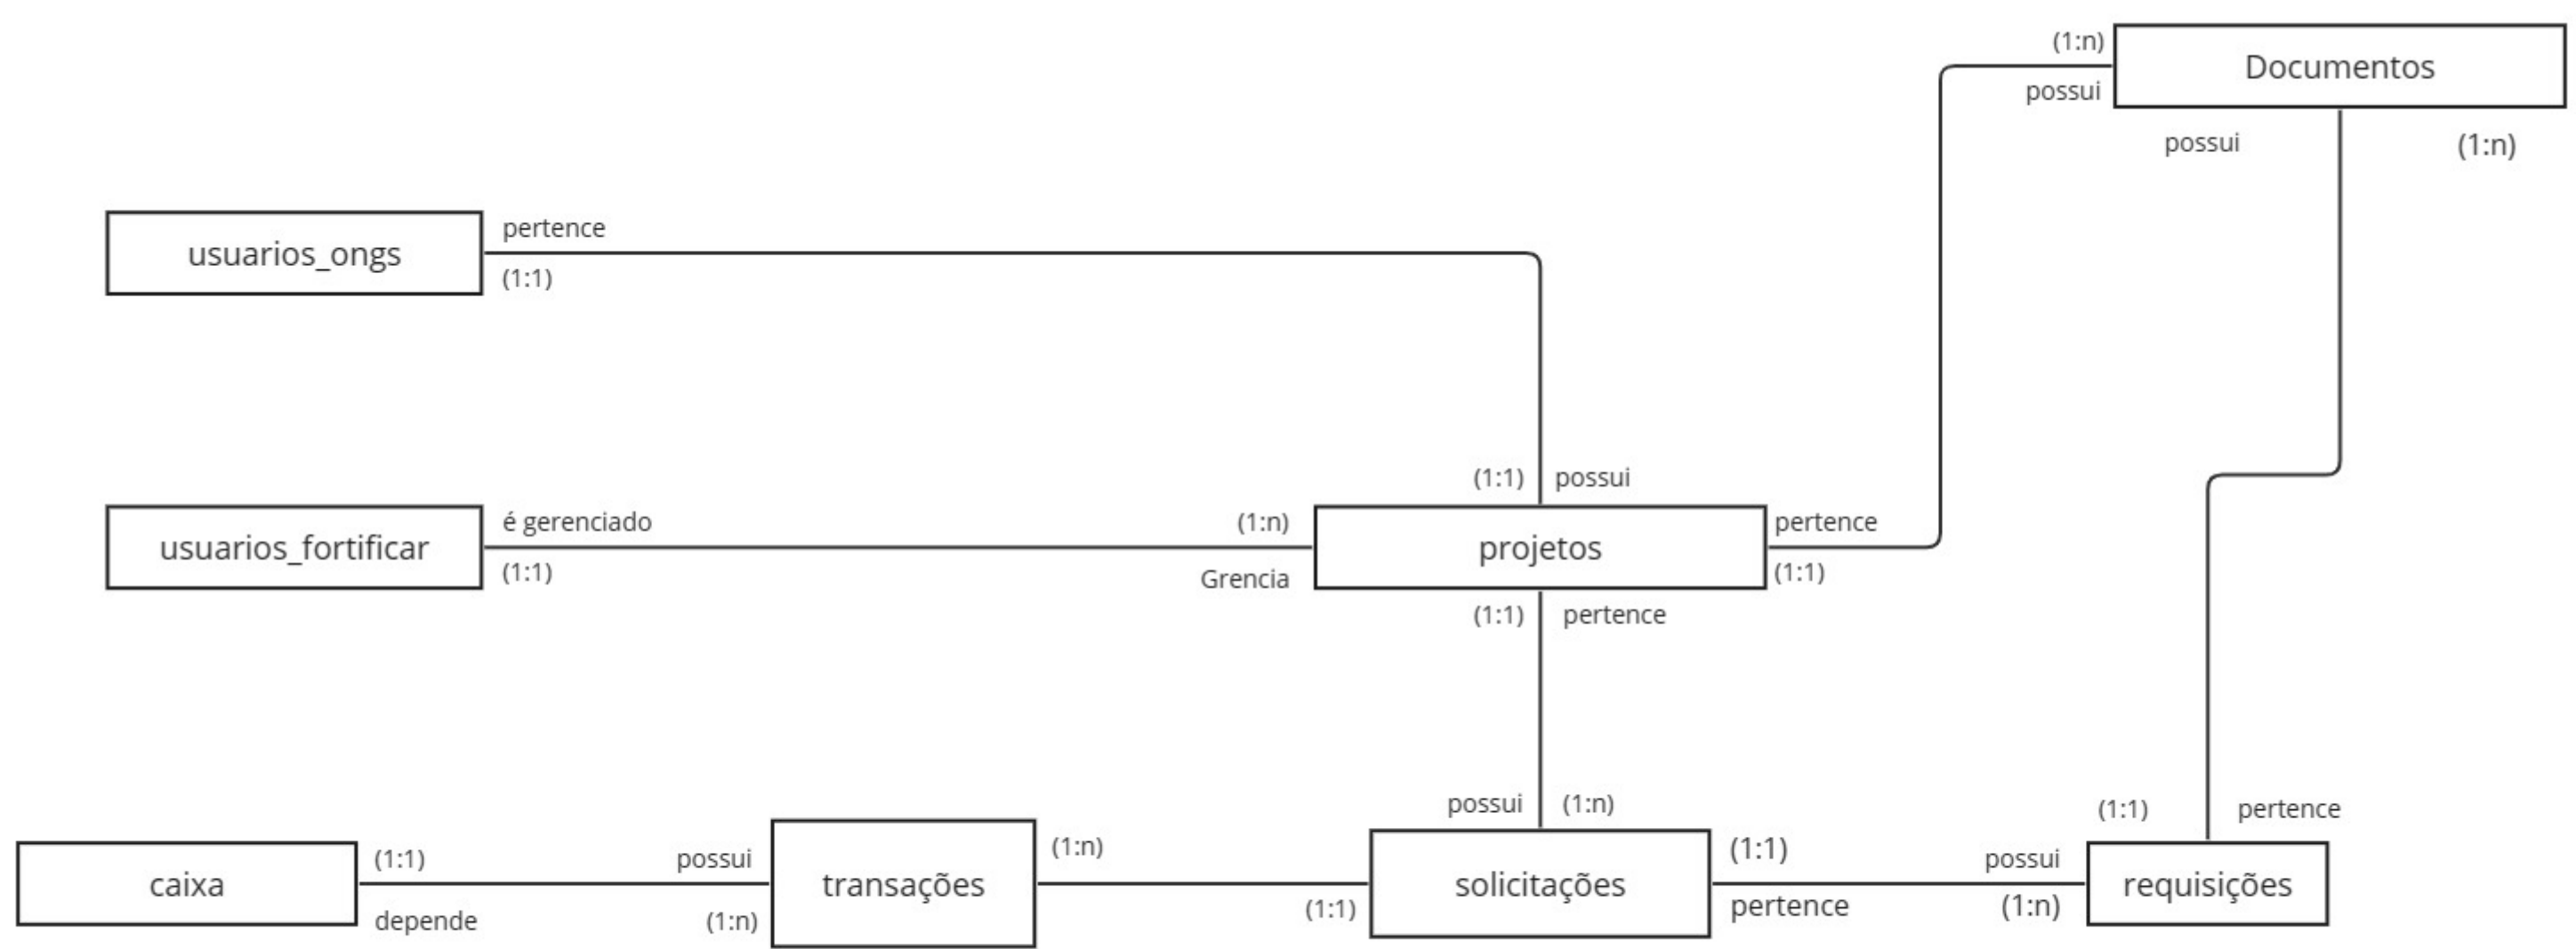 (1:n)
Documentos
possui
possui
(1:n)
pertence
usuarios_ongs
(1:1)
(1:1)
possui
é gerenciado
(1:n)
pertence
usuarios_fortificar
projetos
(1:1)
Grencia
(1:1)
(1:1)
pertence
possui
(1:n)
(1:1)
pertence
(1:1)
possui
(1:n)
(1:1)
possui
caixa
transações
solicitações
requisições
depende
(1:n)
(1:1)
pertence
(1:n)